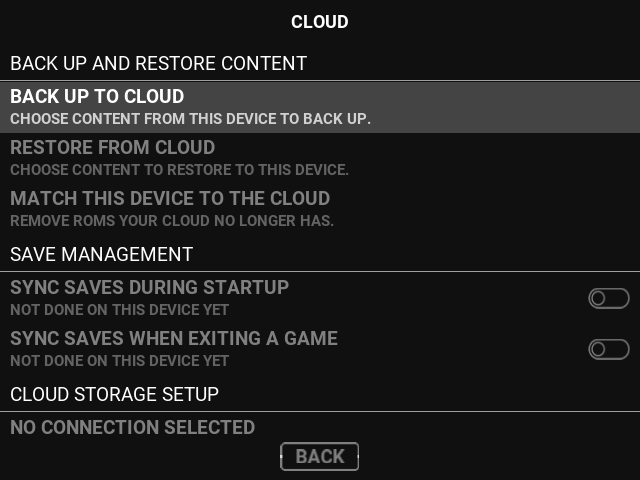 CLOUD
BACK UP AND RESTORE CONTENT
BACK UP TO CLOUD
CHOOSE CONTENT FROM THIS DEVICE TO BACK UP.
RESTORE FROM CLOUD
CHOOSE CONTENT TO RESTORE TO THIS DEVICE.
MATCH THIS DEVICE TO THE CLOUD
REMOVE ROMS YOUR CLOUD NO LONGER HAS.
SAVE MANAGEMENT
SYNC SAVES DURING STARTUP
NOT DONE ON THIS DEVICE YET
SYNC SAVES WHEN EXITING A GAME
NOT DONE ON THIS DEVICE YET
CLOUD STORAGE SETUP
NO CONNECTION SELECTED
BACK